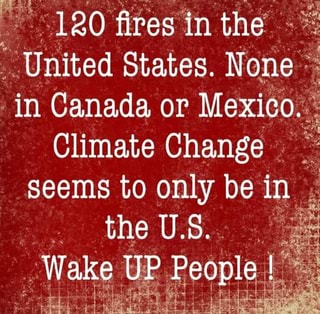 120 fires in the
United States. None
in Canada or Mexico.
Climate Change
seems to only be in
the U.S.
Wake UP People !